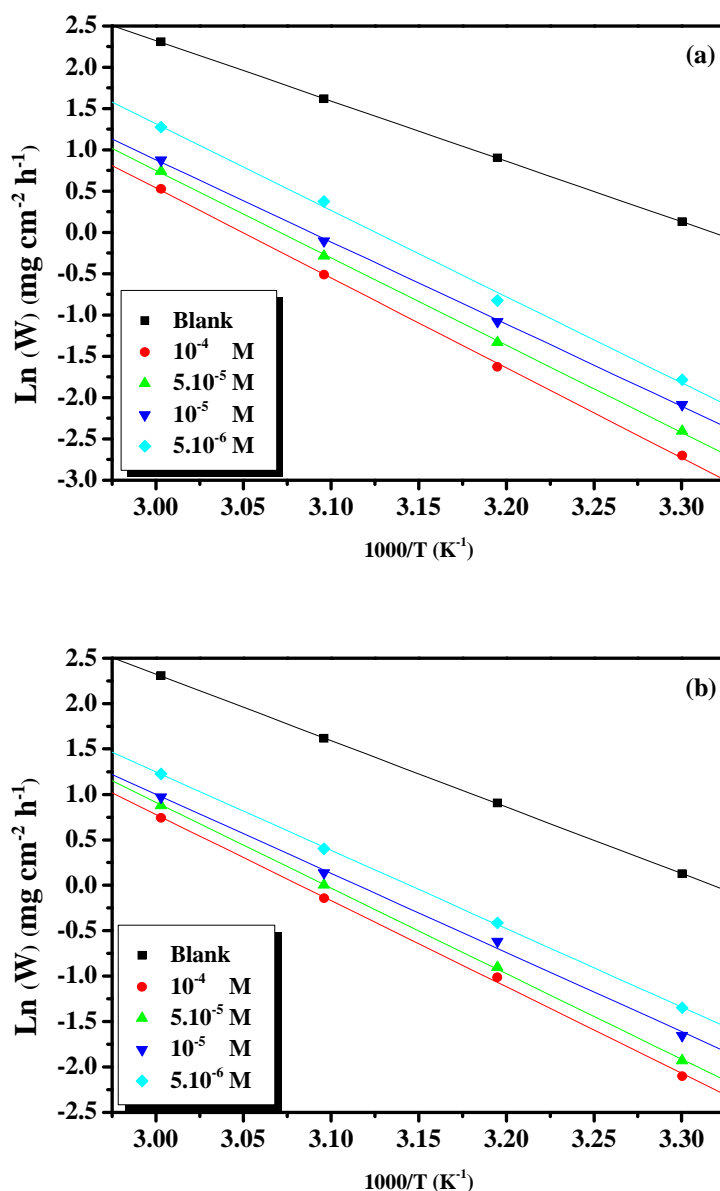 (a)
Ln (W) (mg cm⁻² h⁻¹)
2.5
2.0
1.5
1.0
0.5
0.0
-0.5
-1.0
-1.5
-2.0
-2.5
-3.0
Blank
10⁻⁴ M
5.10⁻⁵ M
10⁻⁵ M
5.10⁻⁶ M
3.00 3.05 3.10 3.15 3.20 3.25 3.30
1000/T (K⁻¹)
(b)
Ln (W) (mg cm⁻² h⁻¹)
2.5
2.0
1.5
1.0
0.5
0.0
-0.5
-1.0
-1.5
-2.0
-2.5
Blank
10⁻⁴ M
5.10⁻⁵ M
10⁻⁵ M
5.10⁻⁶ M
3.00 3.05 3.10 3.15 3.20 3.25 3.30
1000/T (K⁻¹)